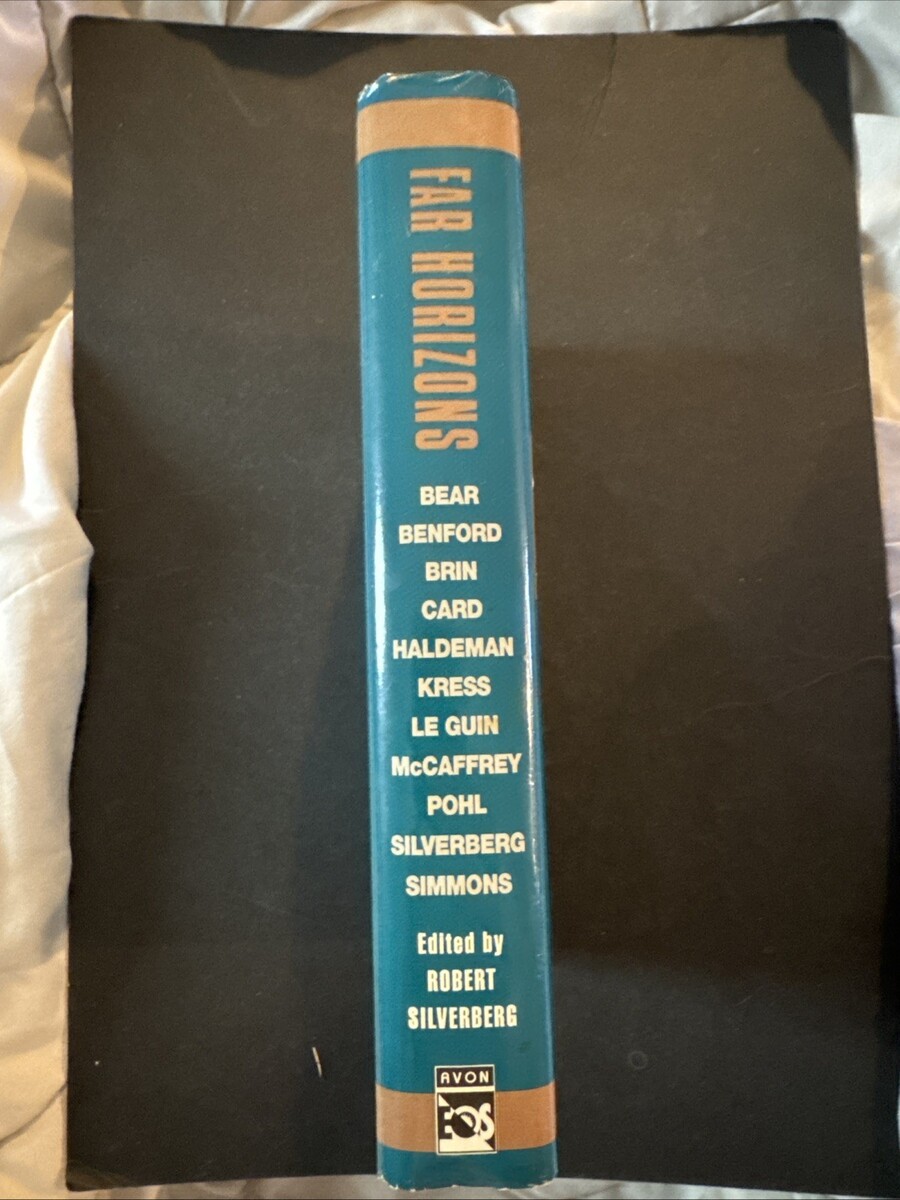 FAR HORIZONS
BEAR
BENFORD
BRIN
CARD
HALDEMAN
KRESS
LE GUIN
McCAFFREY
POHL
SILVERBERG
SIMMONS
Edited by
ROBERT
SILVERBERG
AVON
EOS